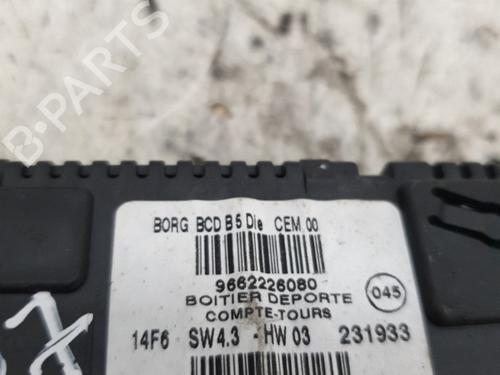 B-PARTS
BORG BCD B5 Die CEM 00
9662226080
BOITIER DEPORTE
COMPTE-TOURS
045
14F6 SW4.3 - HW 03 231933